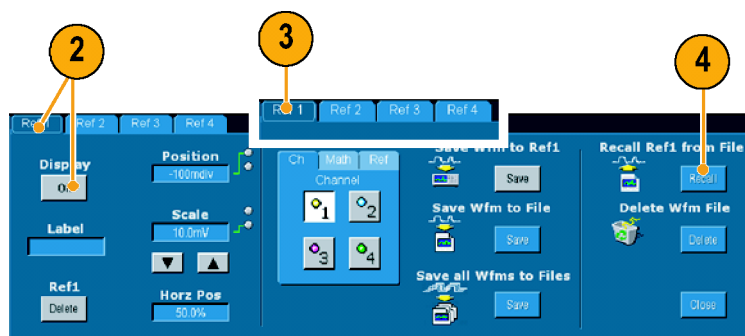 2
3
4
Ref 1 Ref 2 Ref 3 Ref 4
Ref 2 Ref 3 Ref 4
Display
Position
-100mdiv
Label
Scale
10.0mV
Ref1
Delete
Horz Pos
50.0%
Ch Math Ref
Channel
1 2
3 4
Save Wfm to Ref1
Save
Save Wfm to File
Save
Save all Wfms to Files
Save
Recall Ref1 from File
Recall
Delete Wfm File
Delete
Close